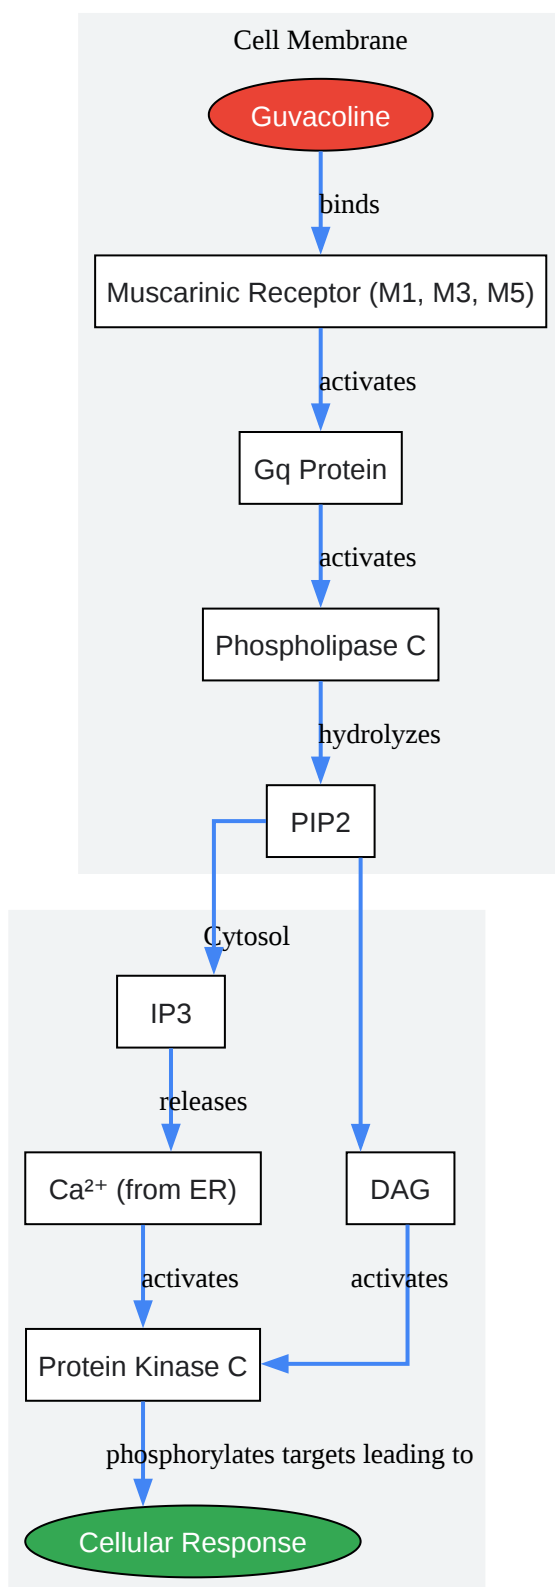 Cell Membrane
Guvacoline
binds
Muscarinic Receptor (M1, M3, M5)
activates
Gq Protein
activates
Phospholipase C
hydrolyzes
PIP2
Cytosol
IP3
releases
Ca²⁺ (from ER)
DAG
activates
activates
Protein Kinase C
phosphorylates targets leading to
Cellular Response